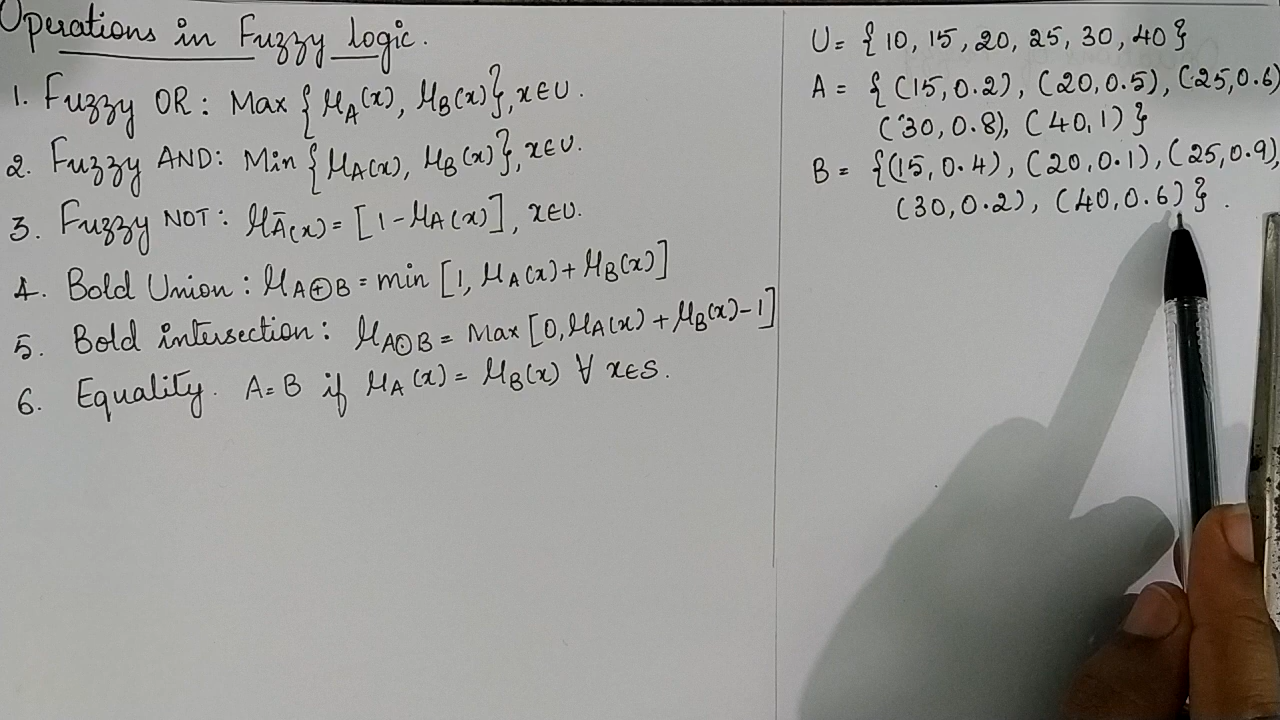 Operations in Fuzzy logic.
1. Fuzzy OR: Max {μA(x), μB(x)}, x∈U.
2. Fuzzy AND: Min {μA(x), μB(x)}, x∈U.
3. Fuzzy NOT: μĀ(x) = [1-μA(x)], x∈U.
4. Bold Union: μA⊕B = min [1, μA(x) + μB(x)]
5. Bold intersection: μA⊙B = Max [0, μA(x) + μB(x)-1]
6. Equality. A=B if μA(x) = μB(x) ∀ x∈S.
U = {10, 15, 20, 25, 30, 40}
A = {(15, 0.2), (20, 0.5), (25, 0.6)
(30, 0.8), (40, 1)}
B = {(15, 0.4), (20, 0.1), (25, 0.9),
(30, 0.2), (40, 0.6)}.